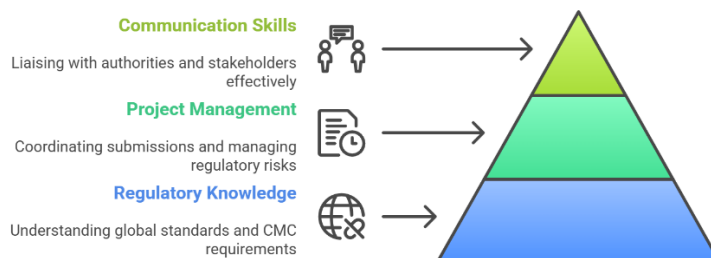 Communication Skills
Liaising with authorities and stakeholders
effectively
Project Management
Coordinating submissions and managing
regulatory risks
Regulatory Knowledge
Understanding global standards and CMC
requirements